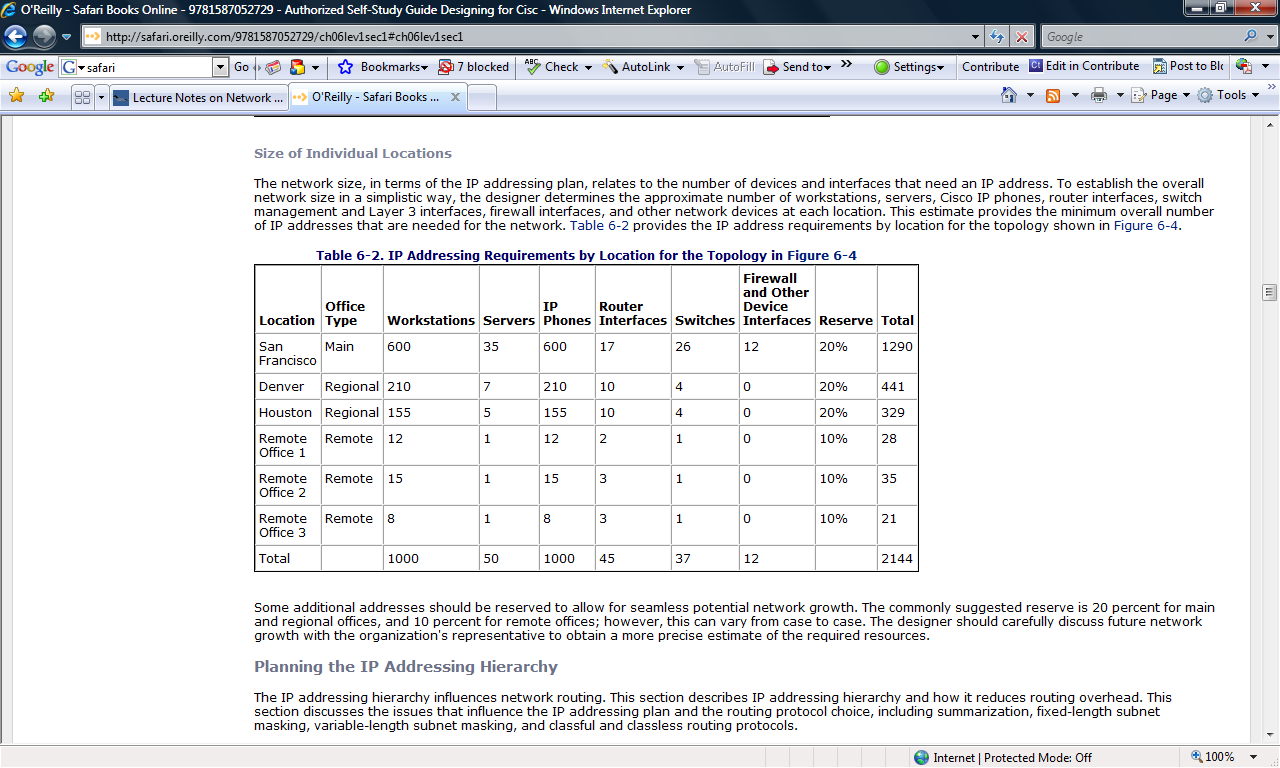 O'Reilly - Safari Books Online - 9781587052729 - Authorized Self-Study Guide Designing for Cisc - Windows Internet Explorer
http://safari.oreilly.com/9781587052729/ch06lev1sec1#ch06lev1sec1
Google
Google G safari Go Bookmarks 7 blocked ABC Check AutoLink AutoFill Send to » Settings Contribute Ct Edit in Contribute Post to Blc
Lecture Notes on Network ... O'Reilly - Safari Books ... X Page Tools »
Size of Individual Locations
The network size, in terms of the IP addressing plan, relates to the number of devices and interfaces that need an IP address. To establish the overall
network size in a simplistic way, the designer determines the approximate number of workstations, servers, Cisco IP phones, router interfaces, switch
management and Layer 3 interfaces, firewall interfaces, and other network devices at each location. This estimate provides the minimum overall number
of IP addresses that are needed for the network. Table 6-2 provides the IP address requirements by location for the topology shown in Figure 6-4.
Table 6-2. IP Addressing Requirements by Location for the Topology in Figure 6-4
Location Office Type Workstations Servers IP Phones Router Interfaces Switches Firewall and Other Device Interfaces Reserve Total
San Francisco Main 600 35 600 17 26 12 20% 1290
Denver Regional 210 7 210 10 4 0 20% 441
Houston Regional 155 5 155 10 4 0 20% 329
Remote Office 1 Remote 12 1 12 2 1 0 10% 28
Remote Office 2 Remote 15 1 15 3 1 0 10% 35
Remote Office 3 Remote 8 1 8 3 1 0 10% 21
Total 1000 50 1000 45 37 12 2144
Some additional addresses should be reserved to allow for seamless potential network growth. The commonly suggested reserve is 20 percent for main
and regional offices, and 10 percent for remote offices; however, this can vary from case to case. The designer should carefully discuss future network
growth with the organization's representative to obtain a more precise estimate of the required resources.
Planning the IP Addressing Hierarchy
The IP addressing hierarchy influences network routing. This section describes IP addressing hierarchy and how it reduces routing overhead. This
section discusses the issues that influence the IP addressing plan and the routing protocol choice, including summarization, fixed-length subnet
masking, variable-length subnet masking, and classful and classless routing protocols.
Internet | Protected Mode: Off 100%